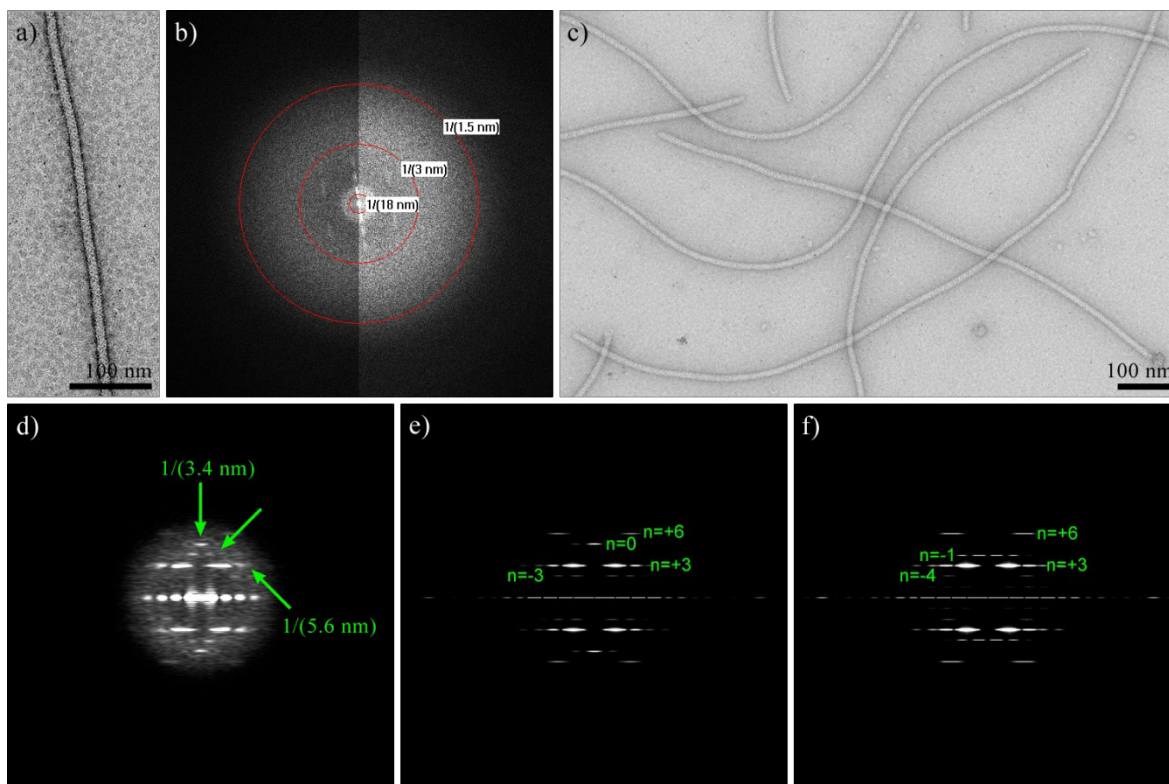 a)
100 nm
b)
1/(1.5 nm)
1/(3 nm)
1/(18 nm)
c)
100 nm
d)
1/(3.4 nm)
1/(5.6 nm)
e)
n=+6
n=0
n=+3
n=-3
f)
n=+6
n=-1
n=+3
n=-4